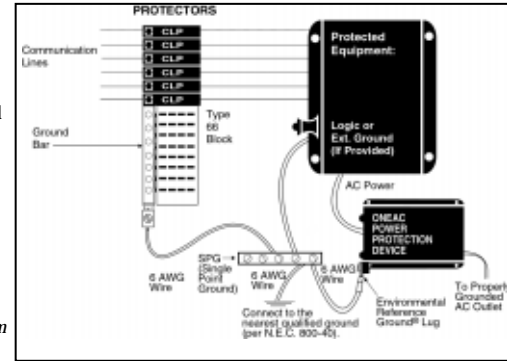 PROTECTORS
CLP
CLP
CLP
CLP
CLP
CLP
Communication
Lines
Protected
Equipment:
Type
66
Block
Ground
Bar
Logic or
Ext. Ground
(If Provided)
AC Power
ONEAC
POWER
PROTECTION
DEVICE
SPG
(Single
Point
Ground)
6 AWG
Wire
6 AWG
Wire
6 AWG
Wire
Environmental
Reference
Ground® Lug
To Properly
Grounded
AC Outlet
Connect to the
nearest qualified ground
(per N.E.C. 800-40).